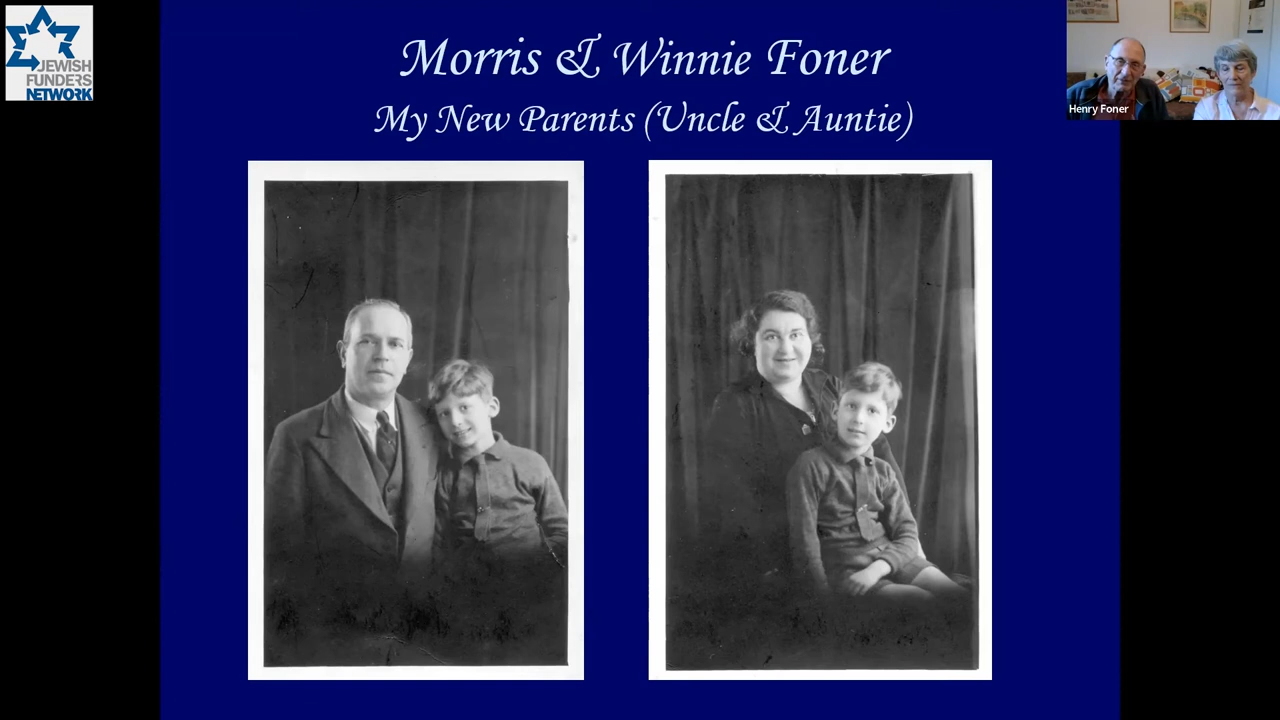 JEWISH
FUNDERS
NETWORK
Morris & Winnie Foner
My New Parents (Uncle & Auntie)
Henry Foner